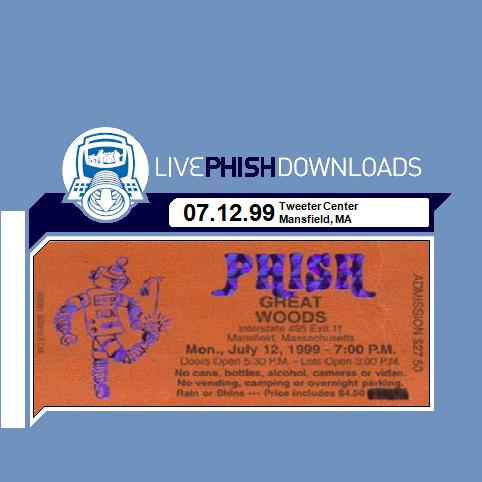 LIVEPHISHDOWNLOADS
07.12.99 Tweeter Center
Mansfield, MA
PHISH
GREAT
WOODS
Interstate 495 Exit 11
Mansfield, Massachusetts
Mon., July 12, 1999 - 7:00 P.M.
Doors Open 5:30 P.M. - Lots Open 3:00 P.M.
No cans, bottles, alcohol, cameras or video.
No vending, camping or overnight parking.
Rain or Shine --- Price includes $4.50
ADMISSION $27.50